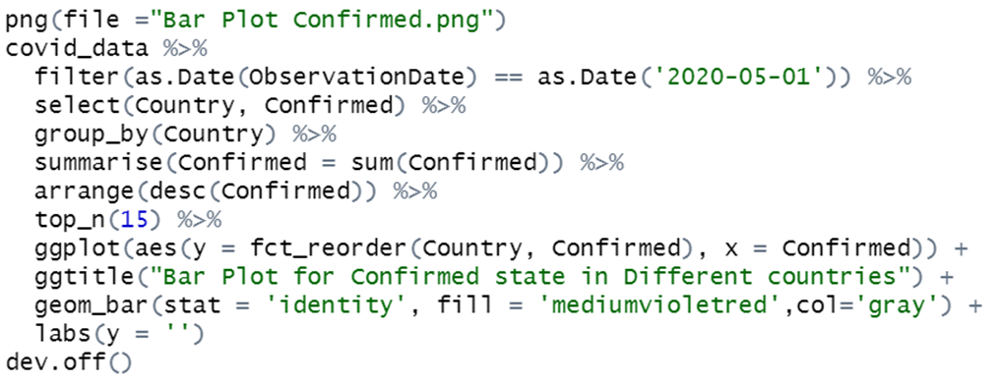 png(file ="Bar Plot Confirmed.png")
covid_data %>%
  filter(as.Date(ObservationDate) == as.Date('2020-05-01')) %>%
  select(Country, Confirmed) %>%
  group_by(Country) %>%
  summarise(Confirmed = sum(Confirmed)) %>%
  arrange(desc(Confirmed)) %>%
  top_n(15) %>%
  ggplot(aes(y = fct_reorder(Country, Confirmed), x = Confirmed)) +
  ggtitle("Bar Plot for Confirmed state in Different countries") +
  geom_bar(stat = 'identity', fill = 'mediumvioletred',col='gray') +
  labs(y = '')
dev.off()